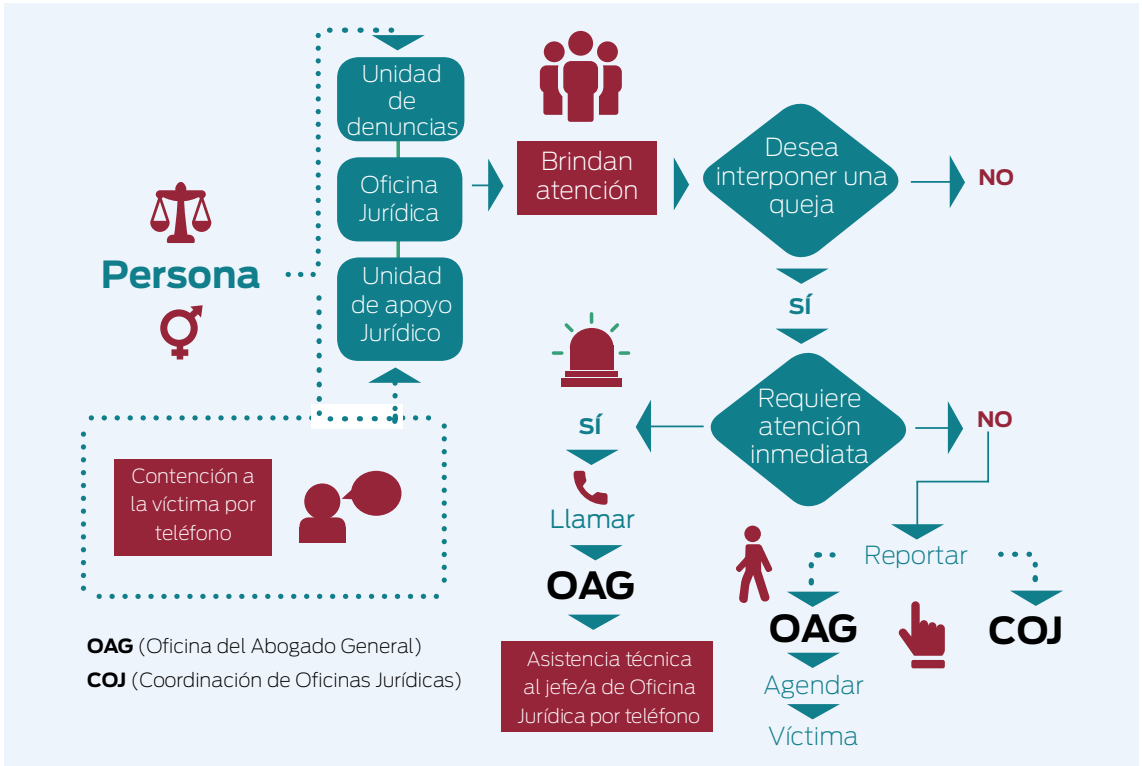 Persona
Unidad
de
denuncias
Oficina
Jurídica
Unidad
de apoyo
Jurídico
Brindan
atención
Desea
interponer una
queja
NO
SÍ
Requiere
atención
inmediata
NO
SÍ
Llamar
OAG
Asistencia técnica
al jefe/a de Oficina
Jurídica por teléfono
Reportar
OAG
COJ
Agendar
Víctima
Contención a
la víctima por
teléfono
OAG (Oficina del Abogado General)
COJ (Coordinación de Oficinas Jurídicas)